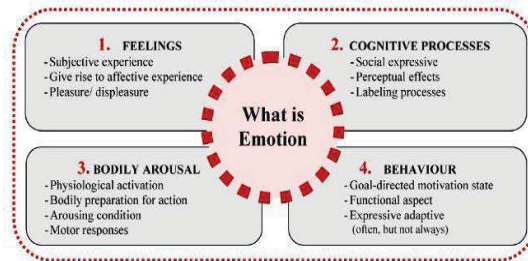 1. FEELINGS
- Subjective experience
- Give rise to affective experience
- Pleasure/ displeasure
2. COGNITIVE PROCESSES
- Social expressive
- Perceptual effects
- Labeling processes
What is
Emotion
3. BODILY AROUSAL
- Physiological activation
- Bodily preparation for action
- Arousing condition
- Motor responses
4. BEHAVIOUR
- Goal-directed motivation state
- Functional aspect
- Expressive adaptive
(often, but not always)